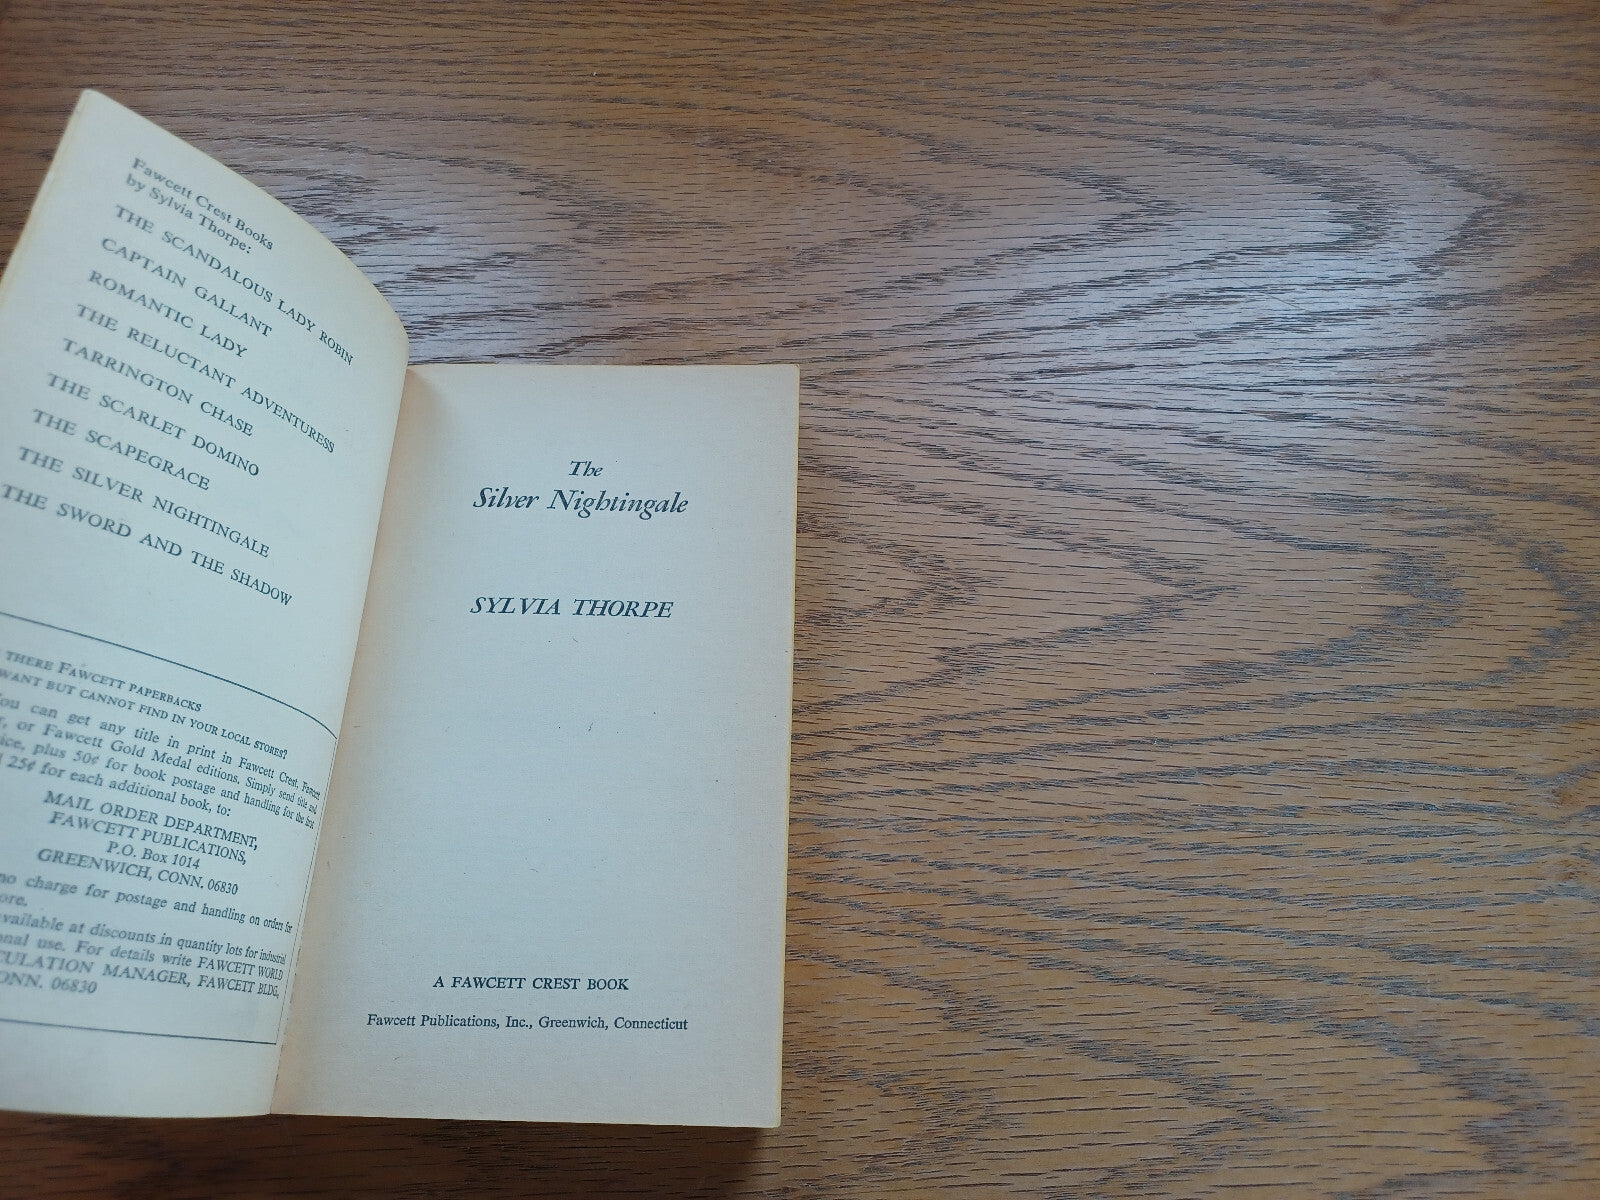 Fawcett Crest Books
by Sylvia Thorpe:
THE SCANDALOUS LADY ROBIN
CAPTAIN GALLANT
ROMANTIC LADY
THE RELUCTANT ADVENTURESS
TARRINGTON CHASE
THE SCARLET DOMINO
THE SCAPEGRACE
THE SILVER NIGHTINGALE
THE SWORD AND THE SHADOW
THERE FAWCETT PAPERBACKS
WANT BUT CANNOT FIND IN YOUR LOCAL STORES?
You can get any title in print in Fawcett Crest, Fawcett
, or Fawcett Gold Medal editions. Simply send title and
ice, plus 50¢ for book postage and handling for the first
25¢ for each additional book, to:
MAIL ORDER DEPARTMENT,
FAWCETT PUBLICATIONS,
P.O. Box 1014
GREENWICH, CONN. 06830
no charge for postage and handling on orders for
ore.
vailable at discounts in quantity lots for industrial
onal use. For details write FAWCETT WORLD
CULATION MANAGER, FAWCETT BLDG,
ONN. 06830
The
Silver Nightingale
SYLVIA THORPE
A FAWCETT CREST BOOK
Fawcett Publications, Inc., Greenwich, Connecticut